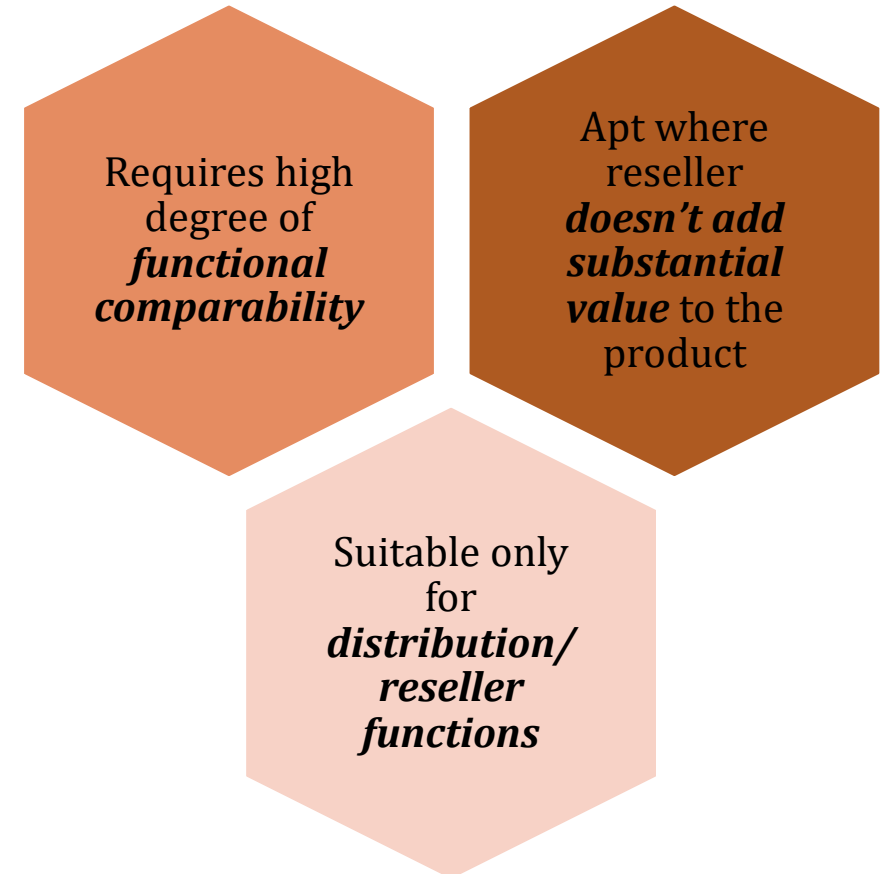 Requires high
degree of
functional
comparability
Apt where
reseller
doesn’t add
substantial
value to the
product
Suitable only
for
distribution/
reseller
functions